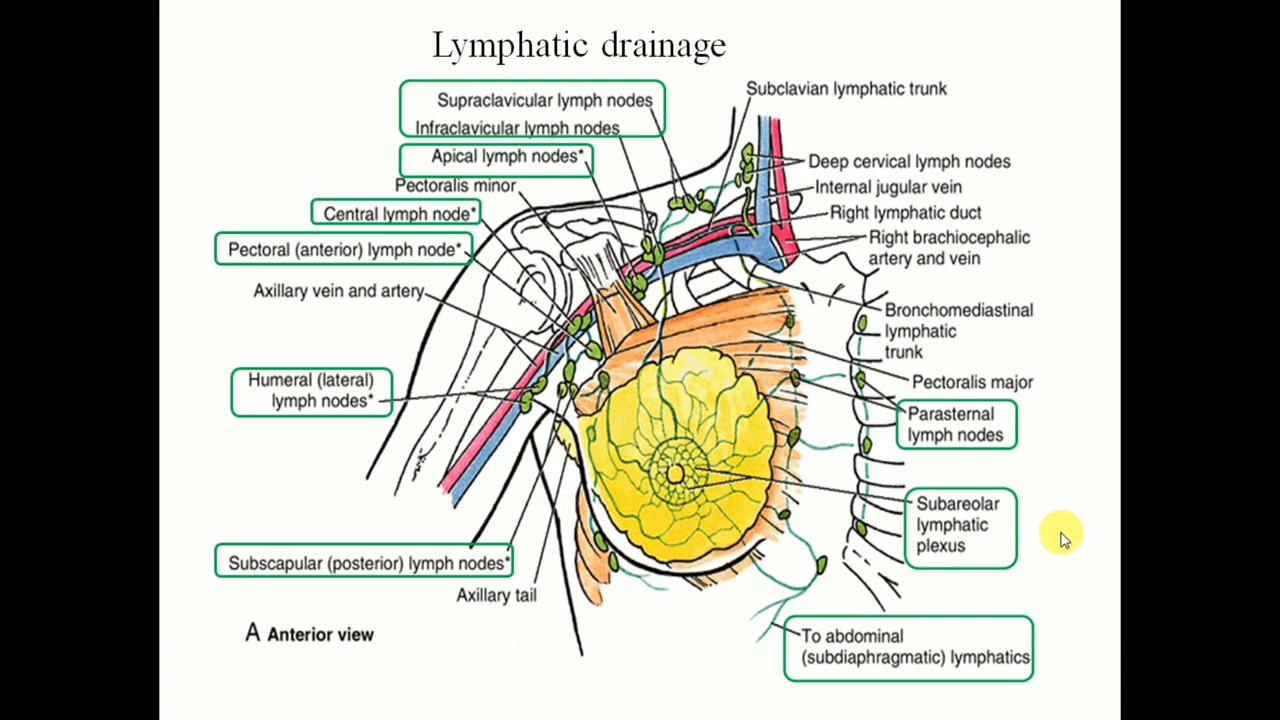 Lymphatic drainage
Supraclavicular lymph nodes
Infraclavicular lymph nodes
Apical lymph nodes*
Pectoralis minor
Central lymph node*
Pectoral (anterior) lymph node*
Axillary vein and artery
Humeral (lateral)
lymph nodes*
Subscapular (posterior) lymph nodes*
Axillary tail
A Anterior view
Subclavian lymphatic trunk
Deep cervical lymph nodes
Internal jugular vein
Right lymphatic duct
Right brachiocephalic
artery and vein
Bronchomediastinal
lymphatic
trunk
Pectoralis major
Parasternal
lymph nodes
Subareolar
lymphatic
plexus
To abdominal
(subdiaphragmatic) lymphatics